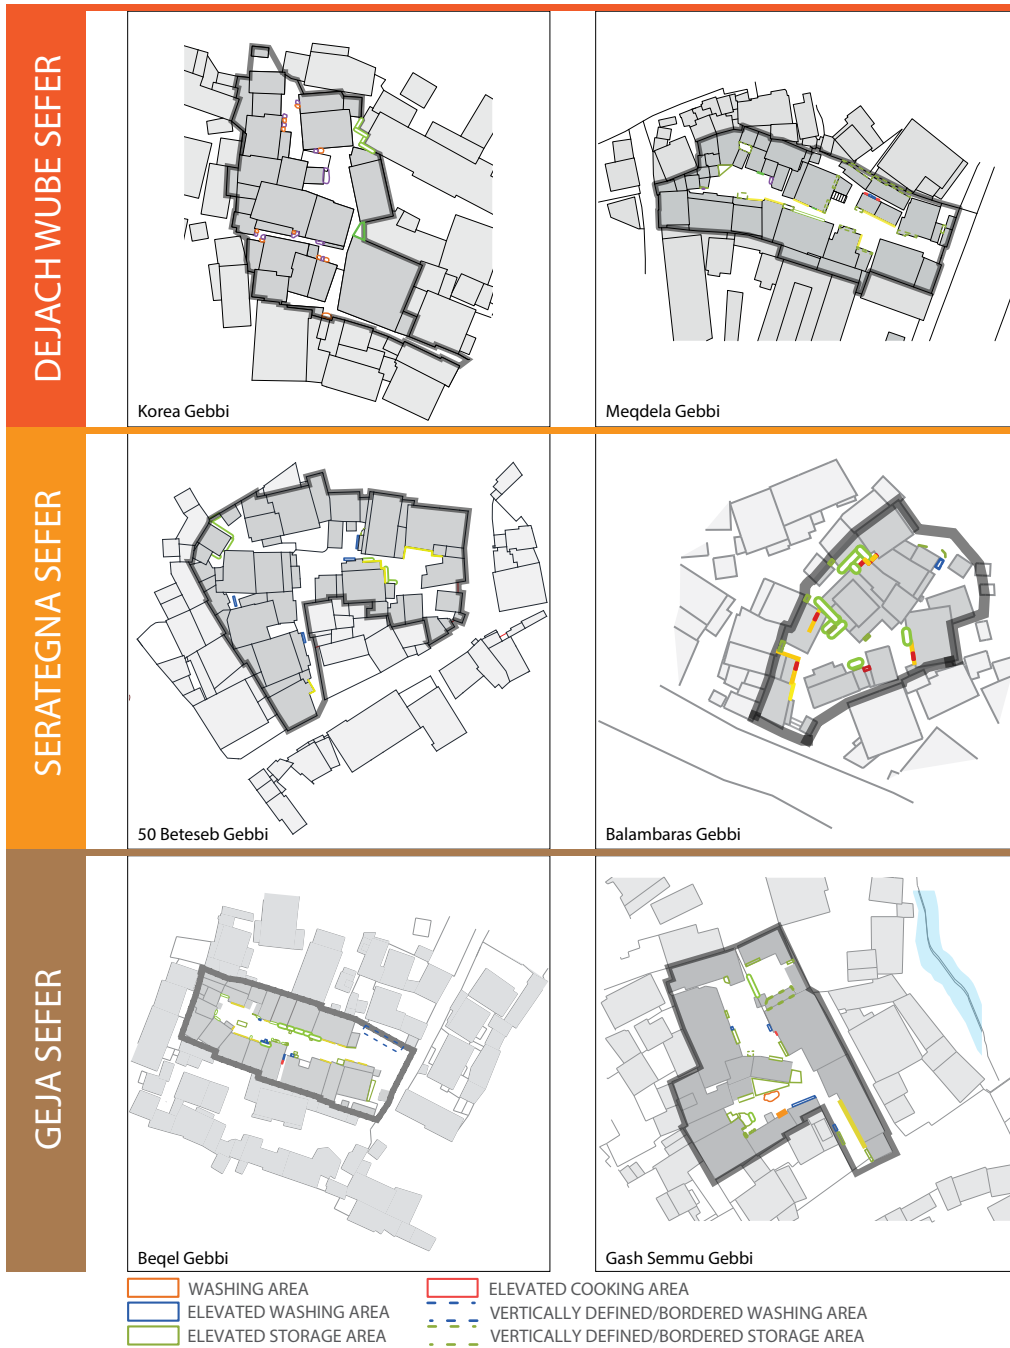 DEJACH WUBE SEFER
Korea Gebbi
Meqdela Gebbi
SERATEGNA SEFER
50 Beteseb Gebbi
Balambaras Gebbi
GEJA SEFER
Beqel Gebbi
Gash Semmu Gebbi
WASHING AREA
ELEVATED WASHING AREA
ELEVATED STORAGE AREA
ELEVATED COOKING AREA
VERTICALLY DEFINED/BORDERED WASHING AREA
VERTICALLY DEFINED/BORDERED STORAGE AREA